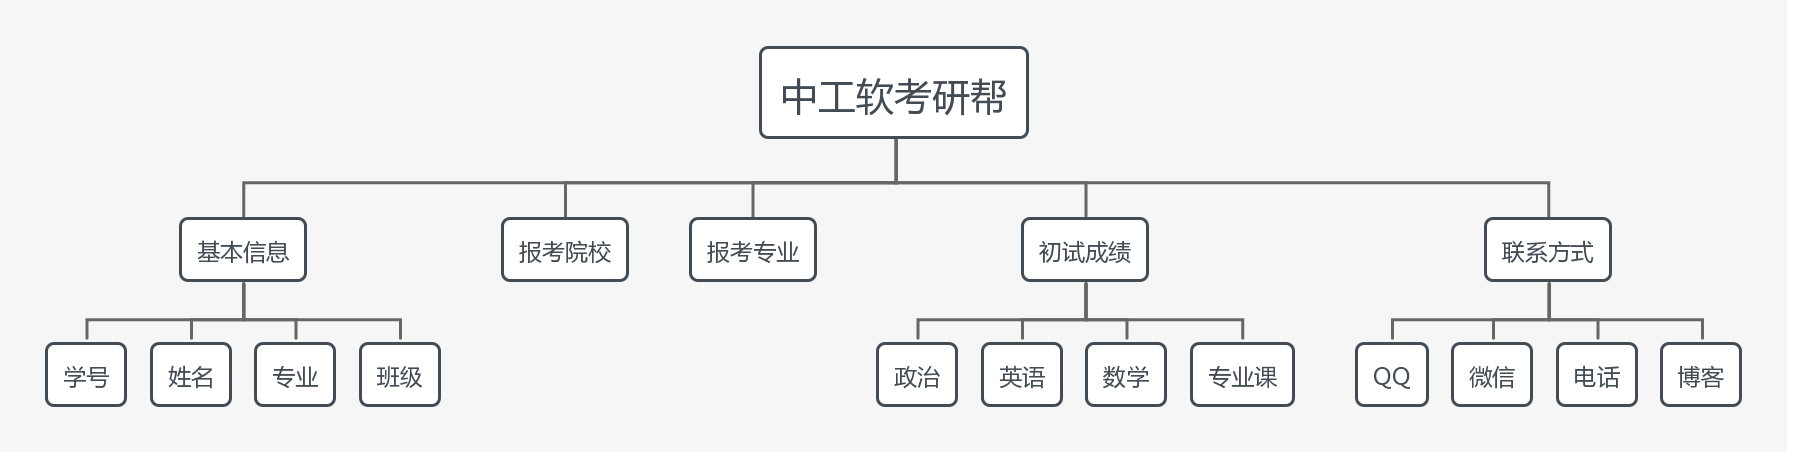 中工软考研帮
基本信息
报考院校
报考专业
初试成绩
联系方式
学号
姓名
专业
班级
政治
英语
数学
专业课
QQ
微信
电话
博客